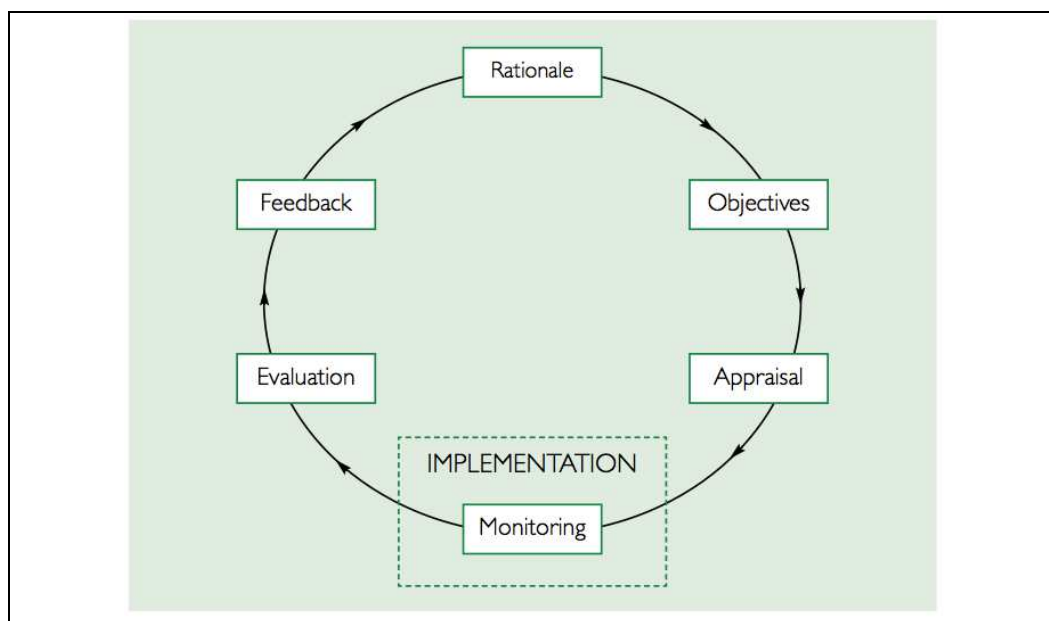 Rationale
Feedback
Objectives
Evaluation
Appraisal
IMPLEMENTATION
Monitoring